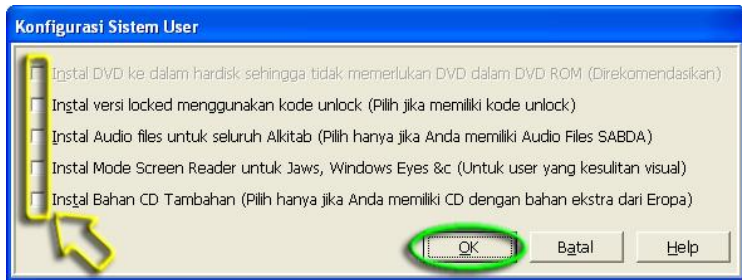 Konfigurasi Sistem User
Instal DVD ke dalam hardisk sehingga tidak memerlukan DVD dalam DVD ROM (Direkomendasikan)
Instal versi locked menggunakan kode unlock (Pilih jika memiliki kode unlock)
Instal Audio files untuk seluruh Alkitab (Pilih hanya jika Anda memiliki Audio Files SABDA)
Instal Mode Screen Reader untuk Jaws, Windows Eyes &c (Untuk user yang kesulitan visual)
Instal Bahan CD Tambahan (Pilih hanya jika Anda memiliki CD dengan bahan ekstra dari Eropa)
OK Batal Help